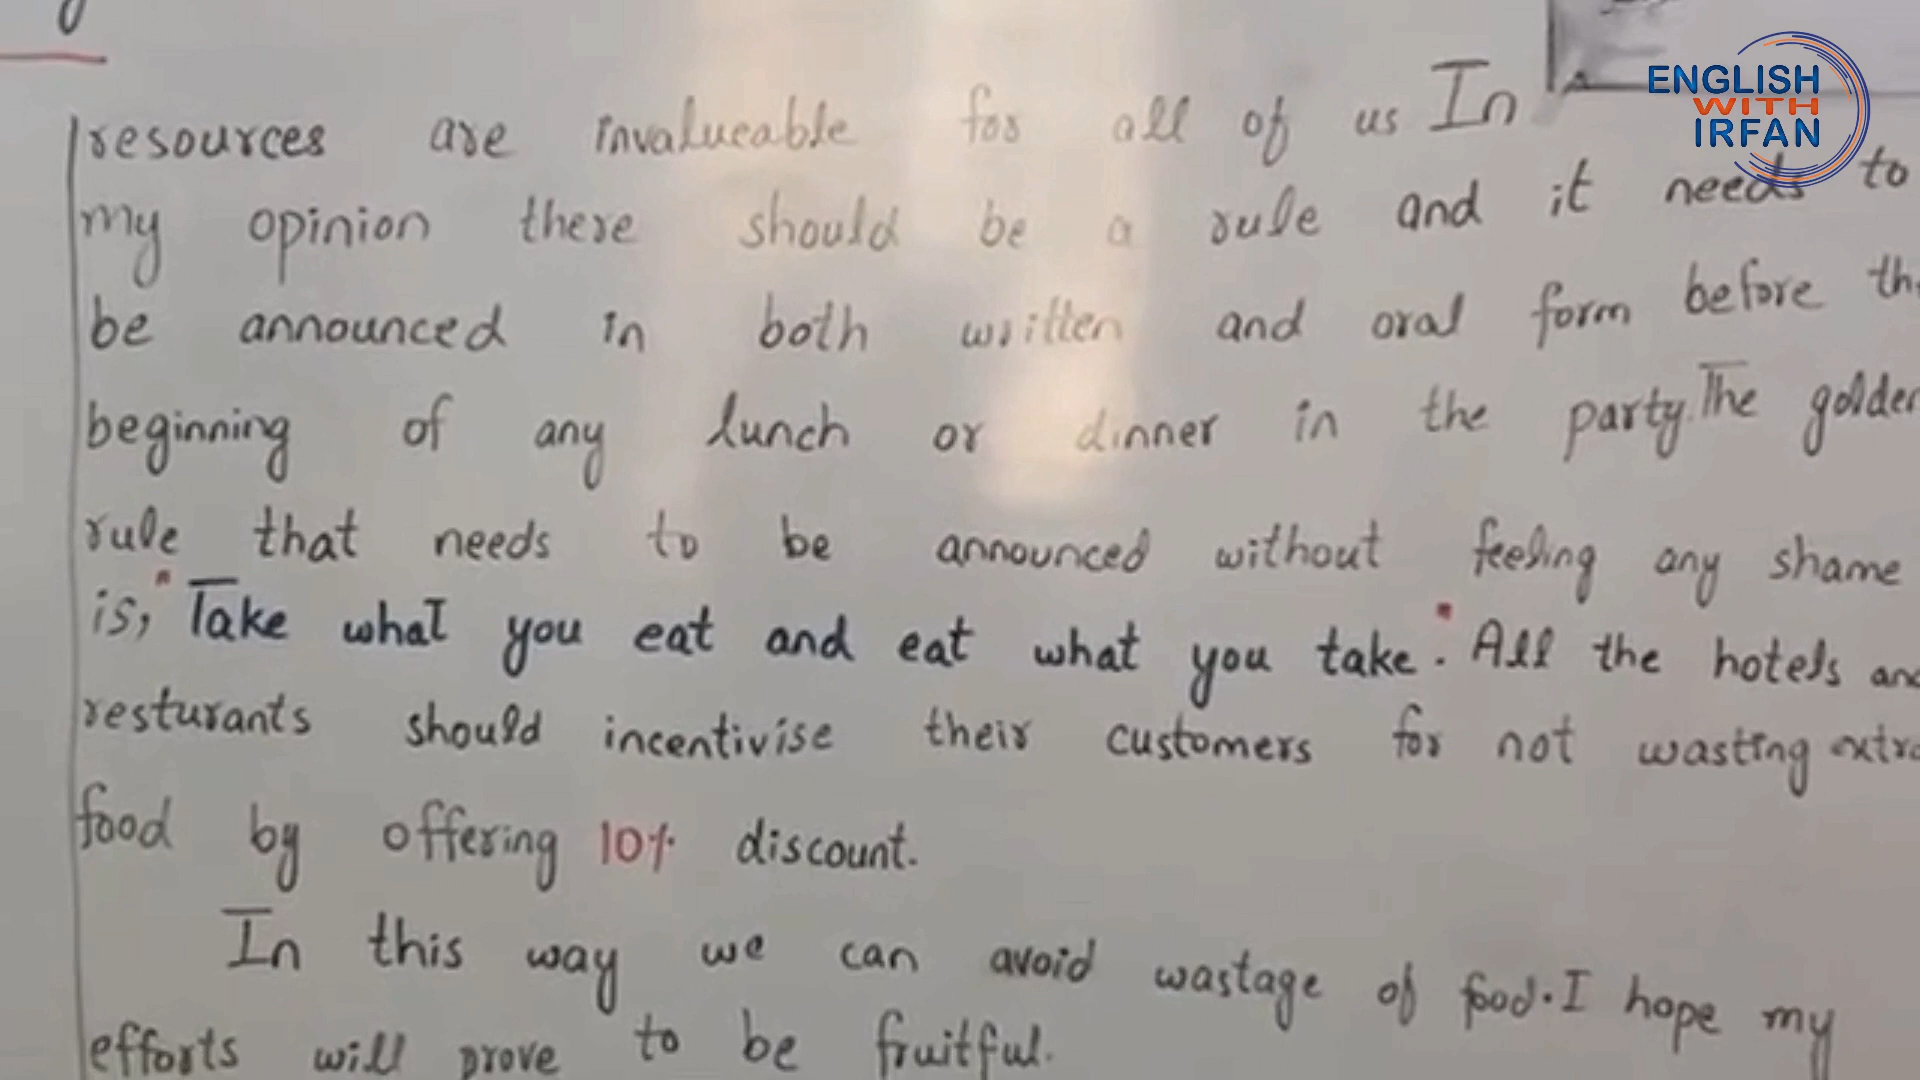 ENGLISH
WITH
IRFAN
resources are invalueable for all of us In
my opinion there should be a rule and it needs to
be announced in both written and oral form before
beginning of any lunch or dinner in the party. The
rule that needs to be announced without feeling any shame
is, "Take what you eat and eat what you take". All the hotels
resturants should incentivise their customers for not wasting
food by offering 10% discount.
In this way we can avoid wastage of food. I hope my
efforts will prove to be fruitful.